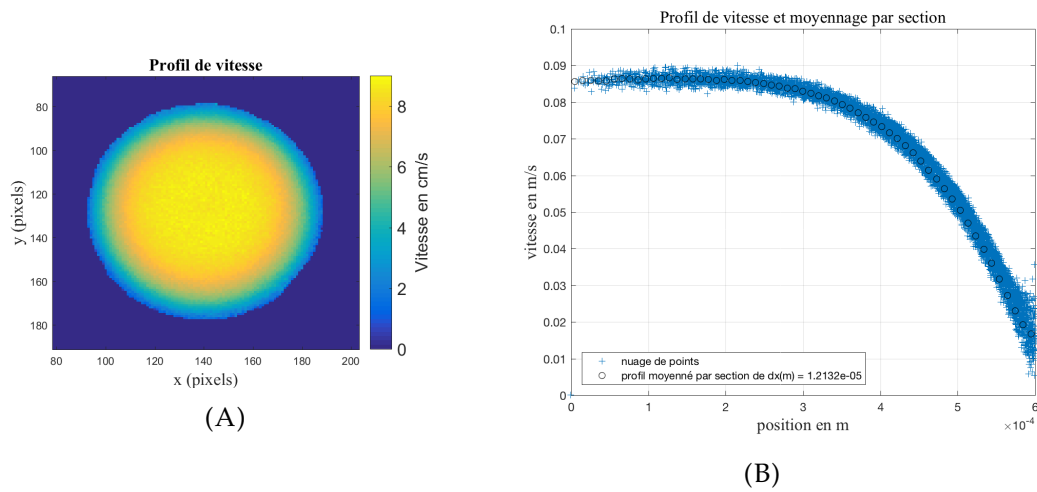 Profil de vitesse
80
100
120
140
160
180
y (pixels)
80 100 120 140 160 180 200
x (pixels)
8
6
4
2
0
Vitesse en cm/s
(A)
Profil de vitesse et moyennage par section
0.1
0.09
0.08
0.07
0.06
0.05
0.04
0.03
0.02
0.01
0
vitesse en m/s
nuage de points
profil moyenné par section de dx(m) = 1.2132e-05
0 1 2 3 4 5 6
position en m
×10⁻⁴
(B)